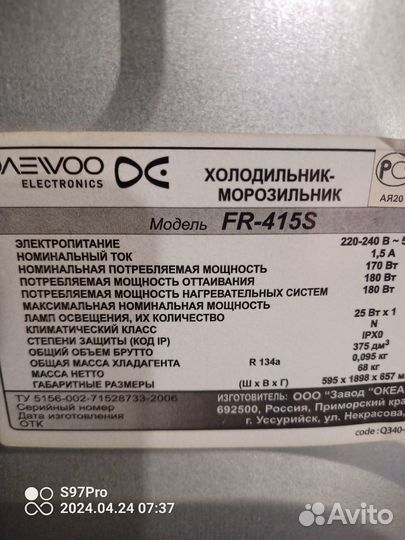 DAEWOO
ELECTRONICS
ХОЛОДИЛЬНИК-
МОРОЗИЛЬНИК
АЯ20
Модель FR-415S
ЭЛЕКТРОПИТАНИЕ 220-240 В ~ 5
НОМИНАЛЬНЫЙ ТОК 1,5 А
НОМИНАЛЬНАЯ ПОТРЕБЛЯЕМАЯ МОЩНОСТЬ 170 Вт
ПОТРЕБЛЯЕМАЯ МОЩНОСТЬ ОТТАИВАНИЯ 180 Вт
ПОТРЕБЛЯЕМАЯ МОЩНОСТЬ НАГРЕВАТЕЛЬНЫХ СИСТЕМ 180 Вт
МАКСИМАЛЬНАЯ НОМИНАЛЬНАЯ МОЩНОСТЬ
ЛАМП ОСВЕЩЕНИЯ, ИХ КОЛИЧЕСТВО 25 Вт x 1
КЛИМАТИЧЕСКИЙ КЛАСС N
СТЕПЕНИ ЗАЩИТЫ (КОД IP) IPX0
ОБЩИЙ ОБЪЕМ БРУТТО 375 дм³
ОБЩАЯ МАССА ХЛАДАГЕНТА R 134a 0,095 кг
МАССА НЕТТО 68 кг
ГАБАРИТНЫЕ РАЗМЕРЫ (Ш x В x Г) 595 x 1898 x 657 м
ТУ 5156-002-71528733-2006
Серийный номер
Дата изготовления
ОТК
ООО "Завод "ОКЕА
692500, Россия, Приморский кра
г. Уссурийск, ул. Некрасова,
code : Q340-
S97Pro
2024.04.24 07:37
Avito